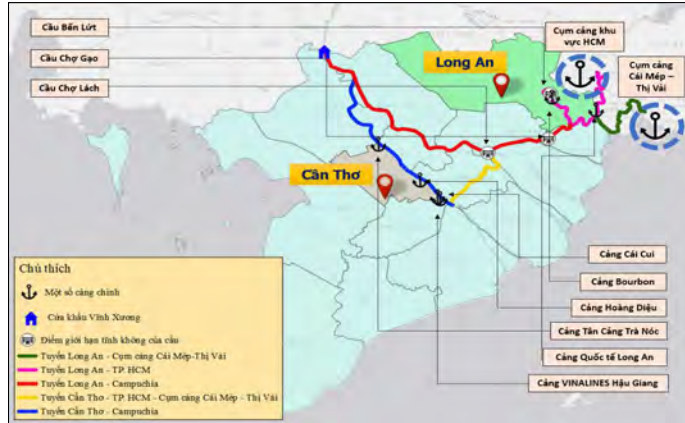 Cầu Bến Lứt
Cầu Chợ Gạo
Cầu Chợ Lách
Cụm cảng khu
vực HCM
Cụm cảng
Cái Mép –
Thị Vải
Long An
Cần Thơ
Cảng Cái Cui
Cảng Bourbon
Cảng Hoàng Diệu
Cảng Tân Cảng Trà Nóc
Cảng Quốc tế Long An
Cảng VINALINES Hậu Giang
Chú thích
Một số cảng chính
Cửa khẩu Vĩnh Xương
Điểm giới hạn tĩnh không của cầu
Tuyến Long An - Cụm cảng Cái Mép-Thị Vải
Tuyến Long An - TP. HCM
Tuyến Long An - Campuchia
Tuyến Cần Thơ - TP. HCM - Cụm cảng Cái Mép - Thị Vải
Tuyến Cần Thơ - Campuchia